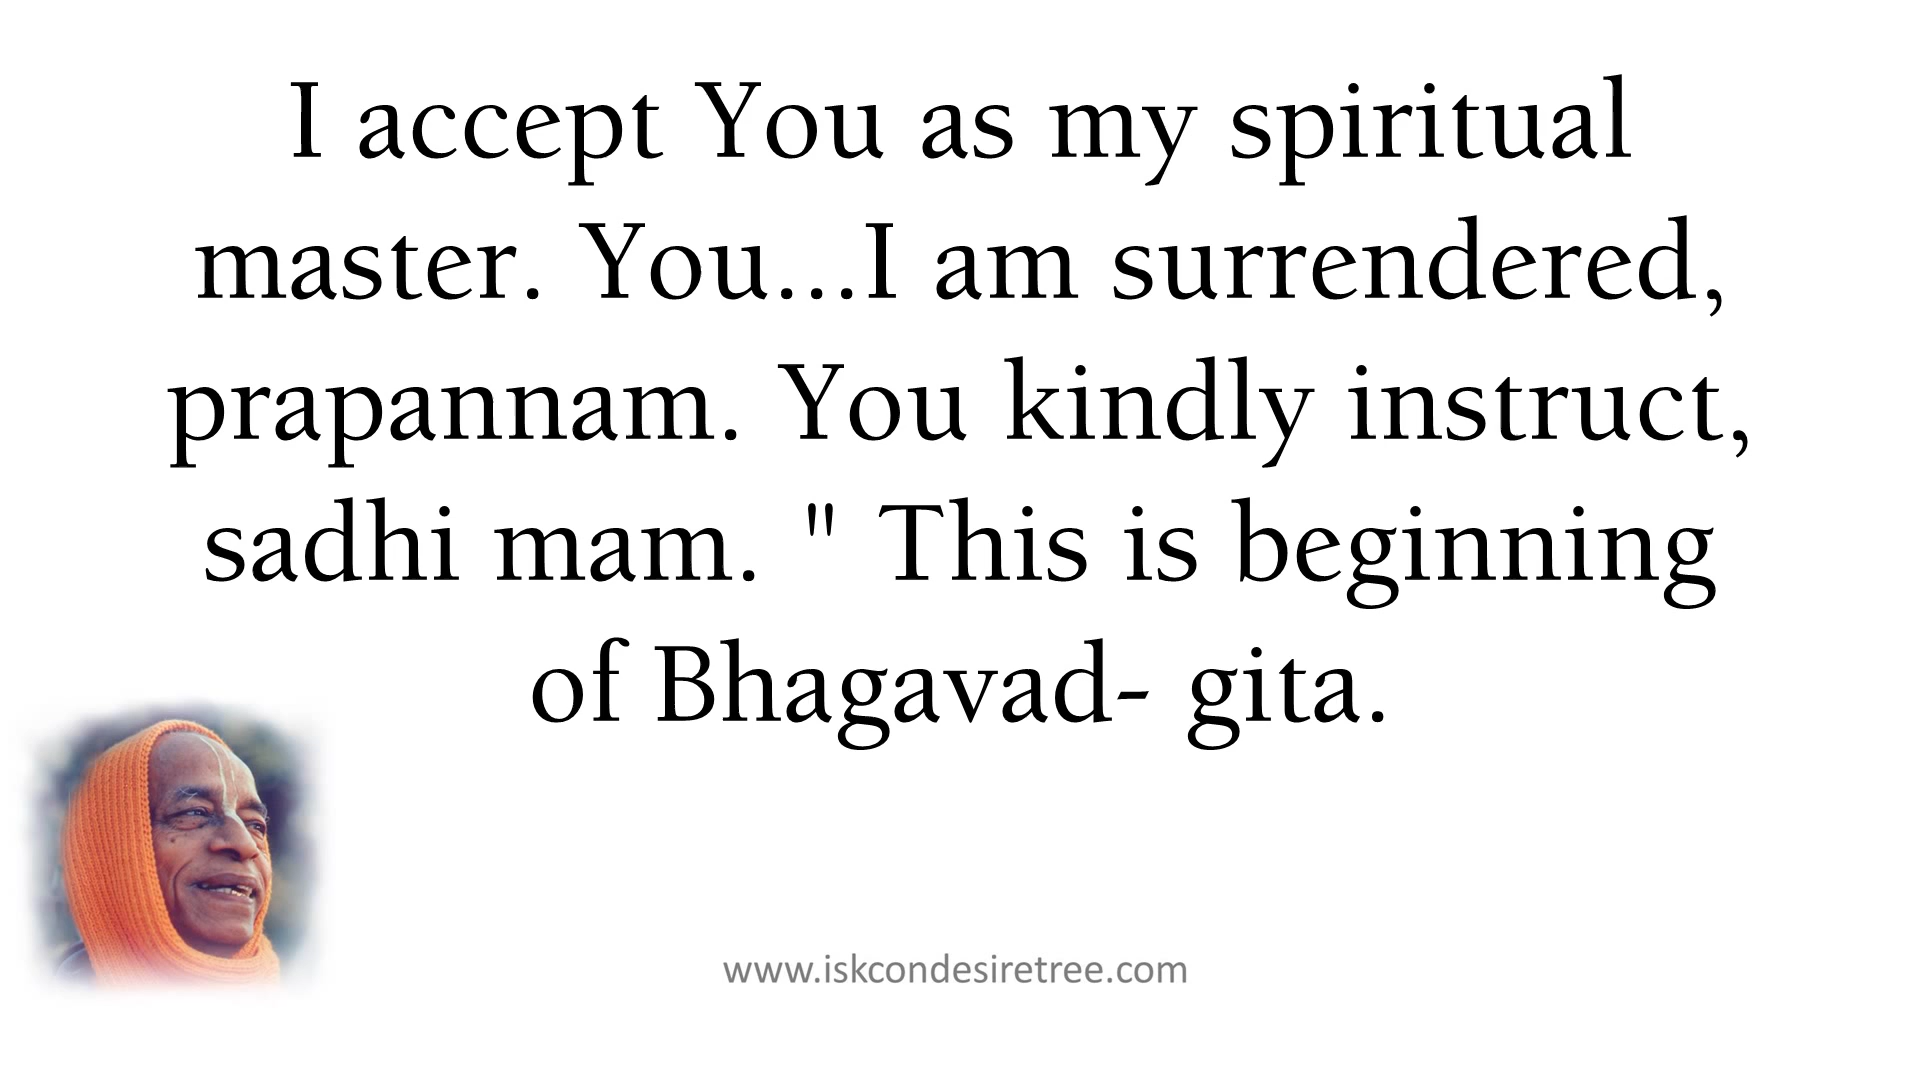 I accept You as my spiritual
master. You...I am surrendered,
prapannam. You kindly instruct,
sadhi mam. " This is beginning
of Bhagavad- gita.
www.iskcondesiretree.com